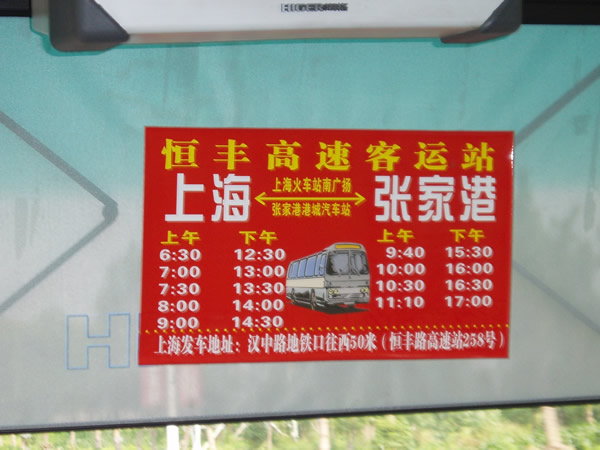 恒丰高速客运站
上海 上海火车站南广扬 张家港
张家港港城汽车站
上午 下午 上午 下午
6:30 12:30 9:40 15:30
7:00 13:00 10:00 16:00
7:30 13:30 10:30 16:30
8:00 14:00 11:10 17:00
9:00 14:30
上海发车地址：汉中路地铁口往西50米（恒丰路高速站258号）
H